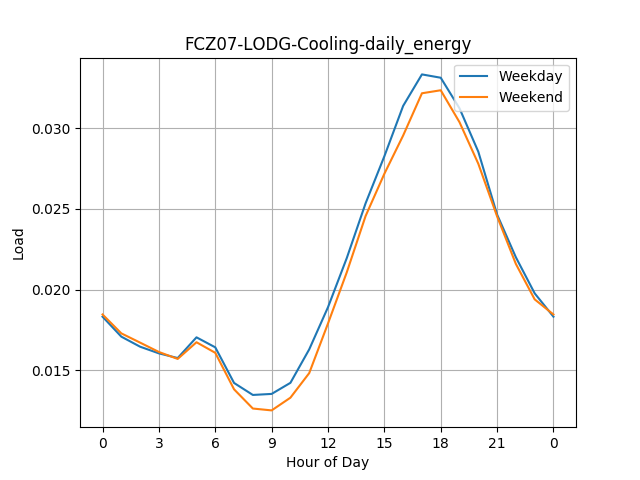 FCZ07-LODG-Cooling-daily_energy
Weekday
Weekend
0.030
0.025
0.020
0.015
Load
0 3 6 9 12 15 18 21 0
Hour of Day